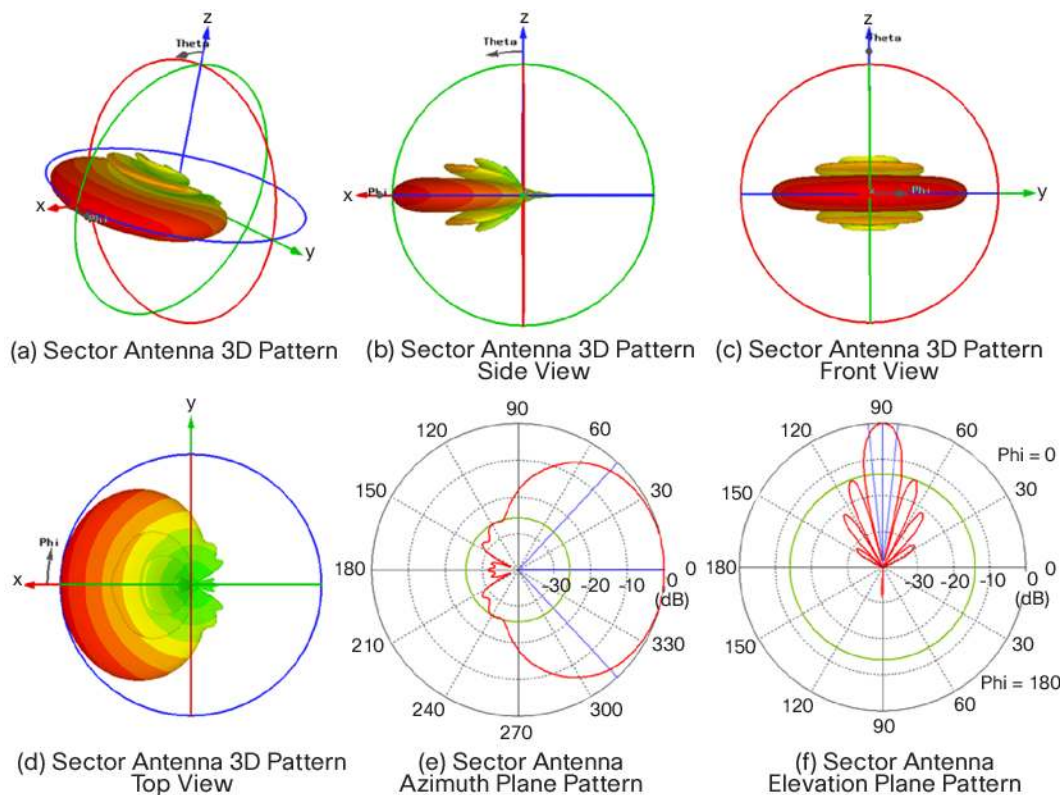 z
Theta
x
Phi
y
(a) Sector Antenna 3D Pattern
z
Theta
x
Phi
(b) Sector Antenna 3D Pattern
Side View
z
Theta
Phi
y
(c) Sector Antenna 3D Pattern
Front View
y
Phi
x
(d) Sector Antenna 3D Pattern
Top View
90
120
60
150
30
180
-30 -20 -10 0 0
(dB)
210
330
240
300
270
(e) Sector Antenna
Azimuth Plane Pattern
90
120
60
Phi = 0
150
30
180
-30 -20 -10 0 0
(dB)
150
30
Phi = 180
120
60
90
(f) Sector Antenna
Elevation Plane Pattern